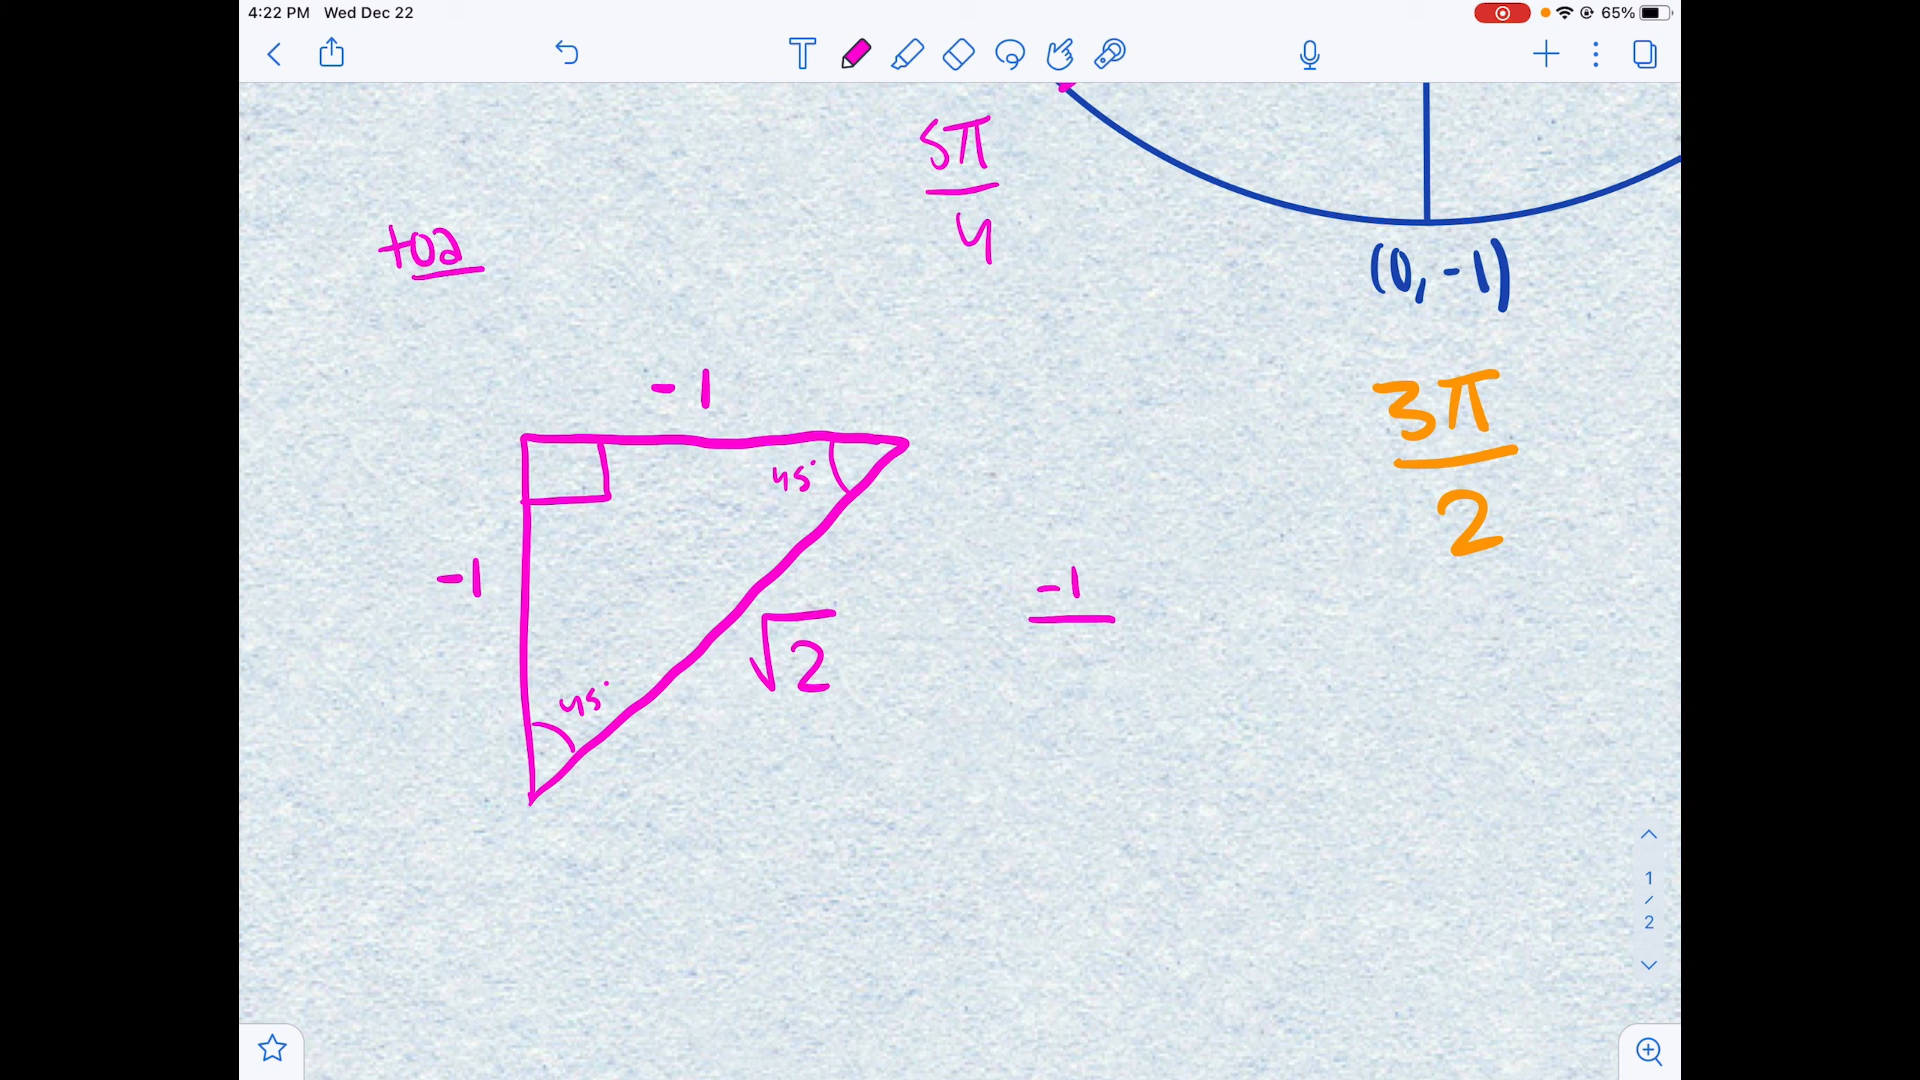 4:22 PM Wed Dec 22
65%
T
5π
4
toa
(0, -1)
-1
3π
2
45°
-1
-1
√2
45°
1
/
2